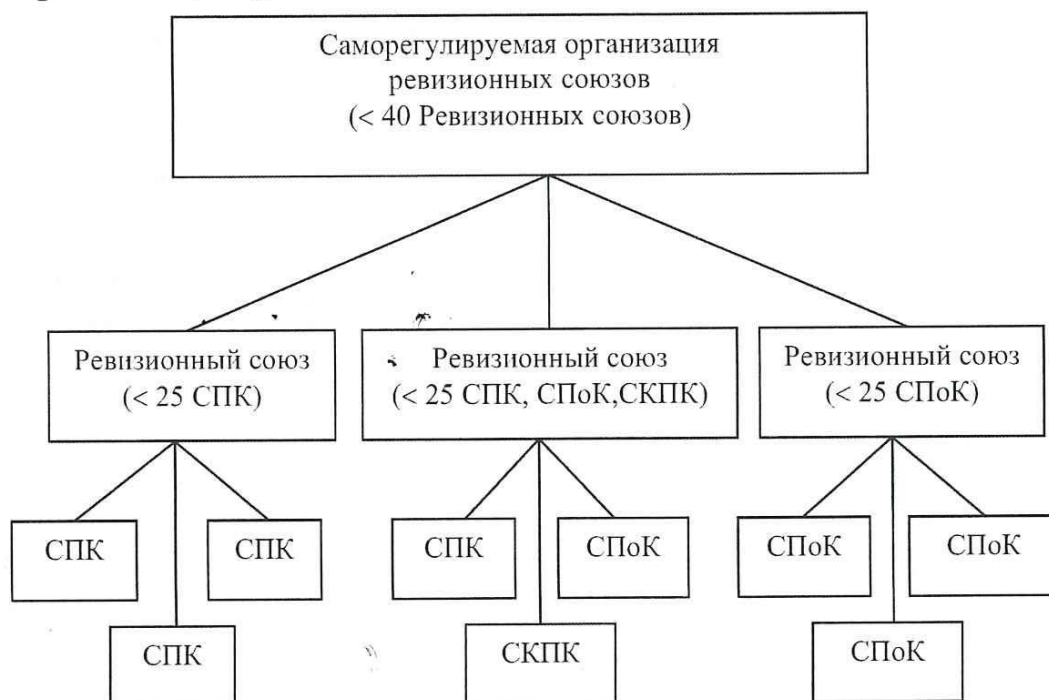 Саморегулируемая организация
ревизионных союзов
(< 40 Ревизионных союзов)
Ревизионный союз
(< 25 СПК)
Ревизионный союз
(< 25 СПК, СПоК,СКПК)
Ревизионный союз
(< 25 СПоК)
СПК
СПК
СПК
СПК
СПоК
СКПК
СПоК
СПоК
СПоК